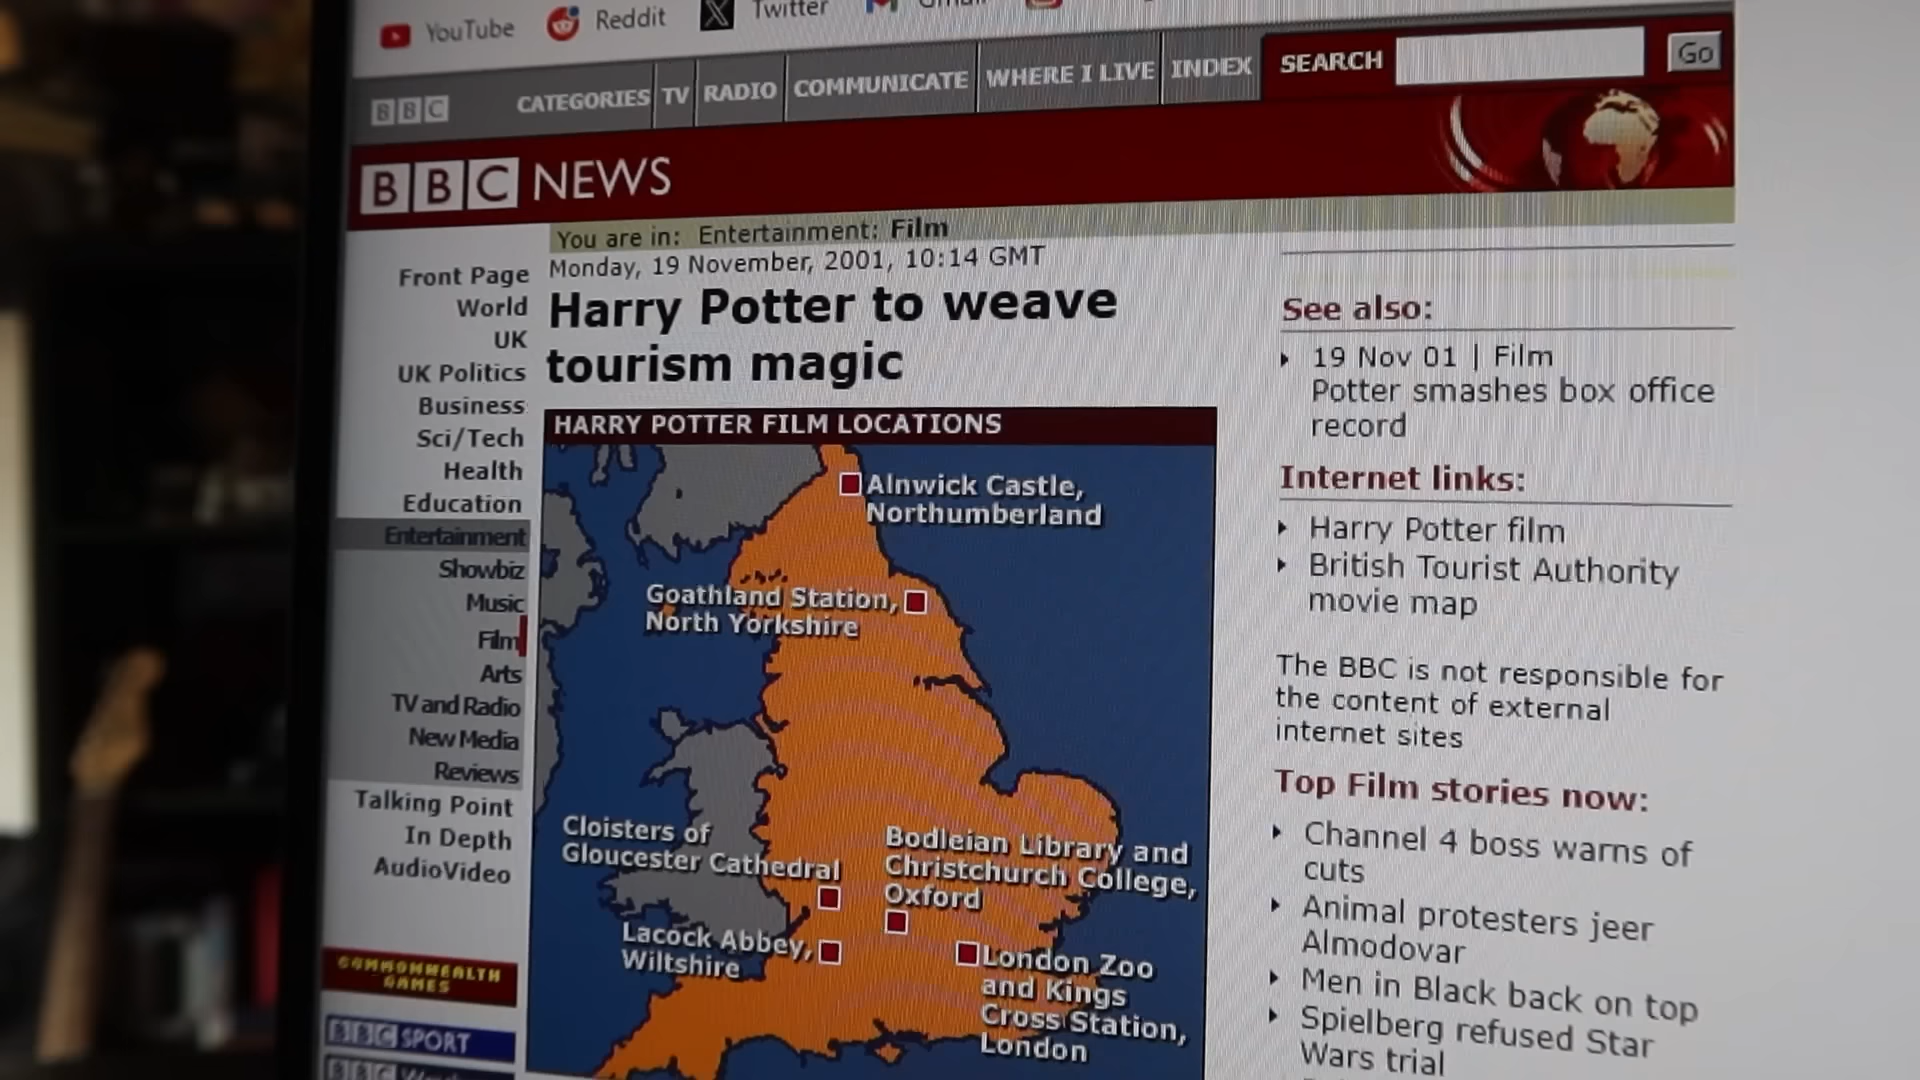 YouTube
Reddit
Twitter
BBC
CATEGORIES
TV
RADIO
COMMUNICATE
WHERE I LIVE
INDEX
SEARCH
Go
BBC NEWS
You are in: Entertainment: Film
Monday, 19 November, 2001, 10:14 GMT
Harry Potter to weave
tourism magic
Front Page
World
UK
UK Politics
Business
Sci/Tech
Health
Education
Entertainment
Showbiz
Music
Film
Arts
TV and Radio
New Media
Reviews
Talking Point
In Depth
AudioVideo
COMMONWEALTH
GAMES
BBC SPORT
BBC
HARRY POTTER FILM LOCATIONS
Alnwick Castle,
Northumberland
Goathland Station,
North Yorkshire
Cloisters of
Gloucester Cathedral
Bodleian Library and
Christchurch College,
Oxford
Lacock Abbey,
Wiltshire
London Zoo
and Kings
Cross Station,
London
See also:
19 Nov 01 | Film
Potter smashes box office
record
Internet links:
Harry Potter film
British Tourist Authority
movie map
The BBC is not responsible for
the content of external
internet sites
Top Film stories now:
Channel 4 boss warns of
cuts
Animal protesters jeer
Almodovar
Men in Black back on top
Spielberg refused Star
Wars trial